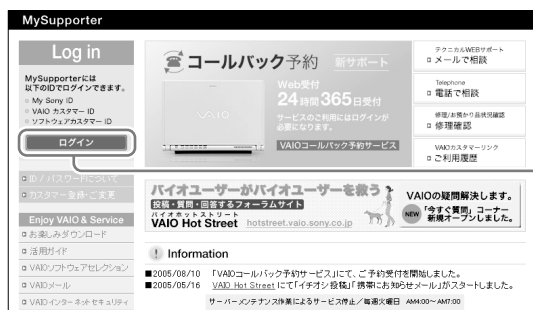 MySupporter
Log in
MySupporterには
以下のIDでログインできます。
My Sony ID
VAIO カスタマー ID
ソフトウェアカスタマー ID
ログイン
ID / パスワードについて
カスタマー登録・ご変更
Enjoy VAIO & Service
お楽しみダウンロード
活用ガイド
VAIOソフトウェアセレクション
VAIOメール
VAIOインターネットセキュリティ
コールバック予約 新サポート
VAIO
Web受付
24時間365日受付
サービスのご利用にはログインが
必要になります。
VAIOコールバック予約サービス
テクニカルWEBサポート
メールで相談
Telephone
電話で相談
修理/お預かり品状況確認
修理確認
VAIOカスタマーリンク
ご利用履歴
バイオユーザーがバイオユーザーを救う
投稿・質問・回答するフォーラムサイト
バイオホットストリート
VAIO Hot Street hotstreet.vaio.sony.co.jp
VAIOの疑問解決します。
NEW 「今すぐ質問」コーナー
新規オープンしました。
Information
■2005/08/10 「VAIOコールバック予約サービス」にて、ご予約受付を開始しました。
■2005/05/16 VAIO Hot Street にて「イチオシ投稿」「携帯にお知らせメール」がスタートしました。
サーバーメンテナンス作業によるサービス停止／毎週火曜日 AM4:00～AM7:00